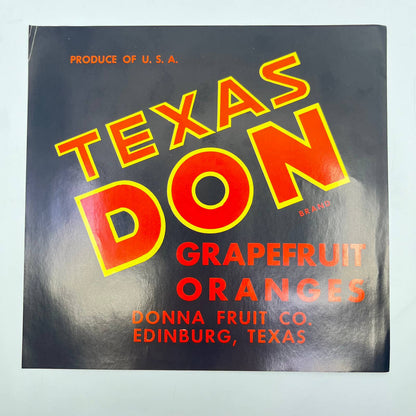 PRODUCE OF U. S. A.
TEXAS
DON
BRAND
GRAPEFRUIT
ORANGES
DONNA FRUIT CO.
EDINBURG, TEXAS